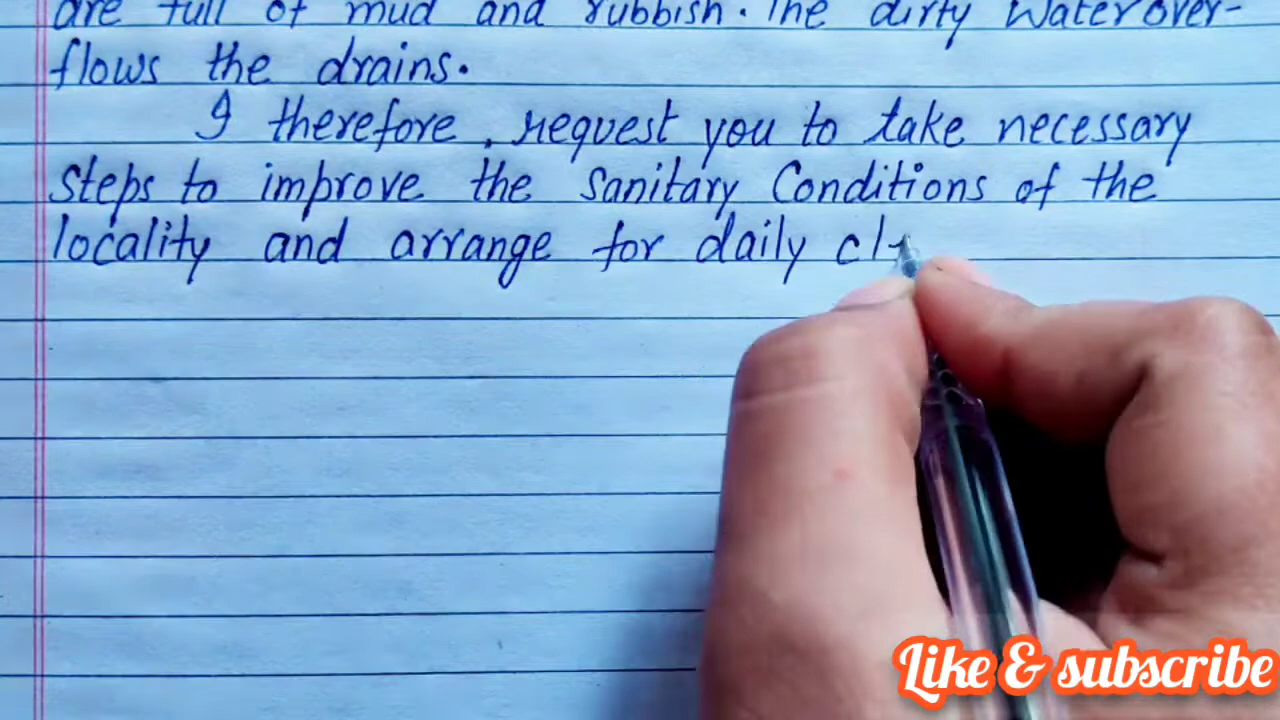 are full of mud and rubbish. The dirty water over-
flows the drains.
I therefore, request you to take necessary
Steps to improve the Sanitary Conditions of the
locality and arrange for daily
Like & subscribe